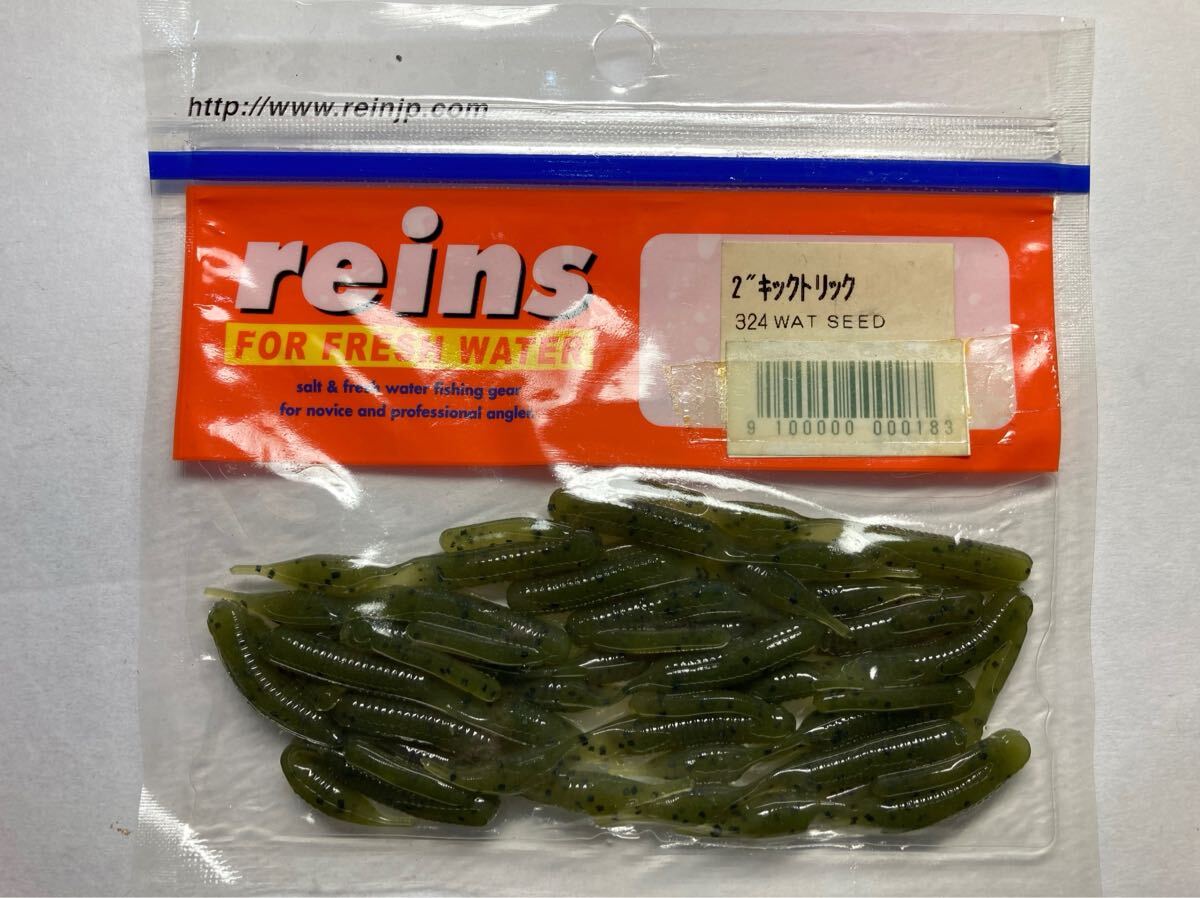 http://www.reinjp.com
reins
FOR FRESH WATER
salt & fresh water fishing gear
for novice and professional angler
2″キックトリック
324 WAT SEED
9 100000 000183